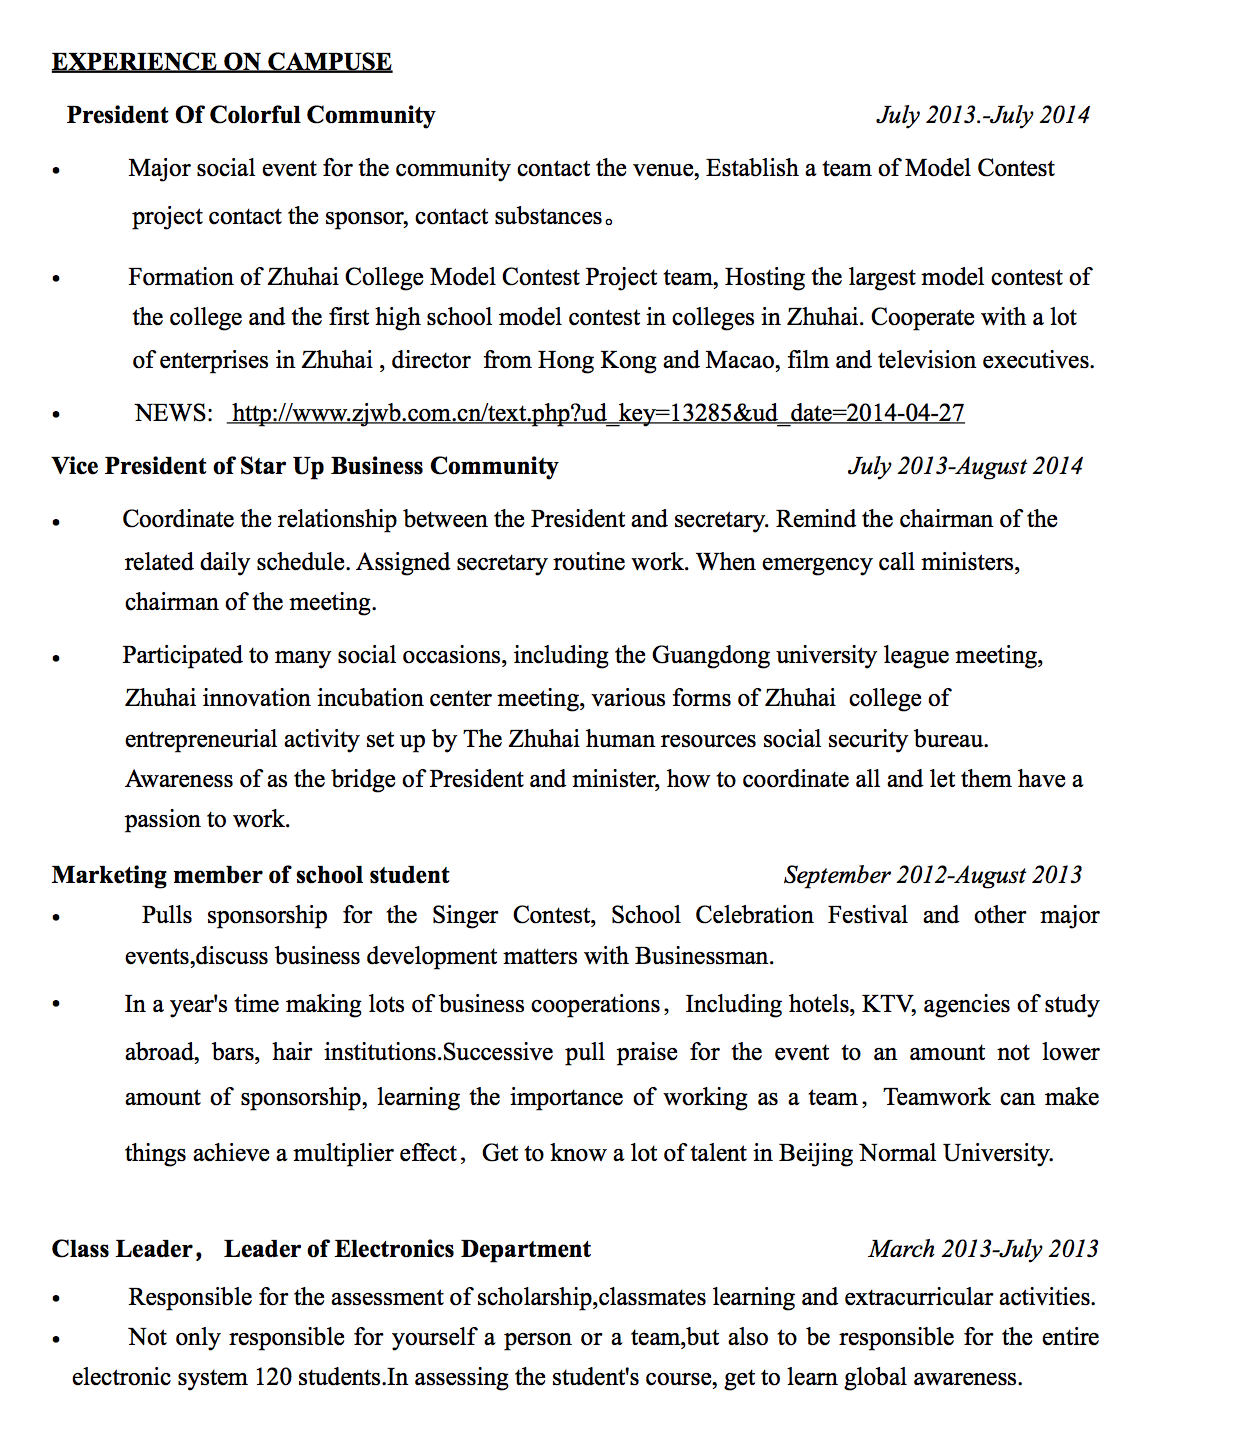 EXPERIENCE ON CAMPUSE
President Of Colorful Community July 2013.-July 2014
• Major social event for the community contact the venue, Establish a team of Model Contest
project contact the sponsor, contact substances。
• Formation of Zhuhai College Model Contest Project team, Hosting the largest model contest of
the college and the first high school model contest in colleges in Zhuhai. Cooperate with a lot
of enterprises in Zhuhai , director from Hong Kong and Macao, film and television executives.
• NEWS: http://www.zjwb.com.cn/text.php?ud_key=13285&ud_date=2014-04-27
Vice President of Star Up Business Community July 2013-August 2014
• Coordinate the relationship between the President and secretary. Remind the chairman of the
related daily schedule. Assigned secretary routine work. When emergency call ministers,
chairman of the meeting.
• Participated to many social occasions, including the Guangdong university league meeting,
Zhuhai innovation incubation center meeting, various forms of Zhuhai college of
entrepreneurial activity set up by The Zhuhai human resources social security bureau.
Awareness of as the bridge of President and minister, how to coordinate all and let them have a
passion to work.
Marketing member of school student September 2012-August 2013
• Pulls sponsorship for the Singer Contest, School Celebration Festival and other major
events,discuss business development matters with Businessman.
• In a year's time making lots of business cooperations，Including hotels, KTV, agencies of study
abroad, bars, hair institutions.Successive pull praise for the event to an amount not lower
amount of sponsorship, learning the importance of working as a team，Teamwork can make
things achieve a multiplier effect，Get to know a lot of talent in Beijing Normal University.
Class Leader， Leader of Electronics Department March 2013-July 2013
• Responsible for the assessment of scholarship,classmates learning and extracurricular activities.
• Not only responsible for yourself a person or a team,but also to be responsible for the entire
electronic system 120 students.In assessing the student's course, get to learn global awareness.